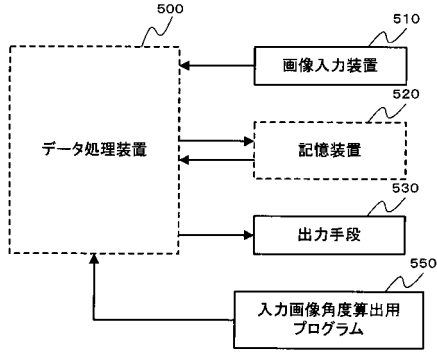 500
510
画像入力装置
520
データ処理装置
記憶装置
530
出力手段
550
入力画像角度算出用
プログラム